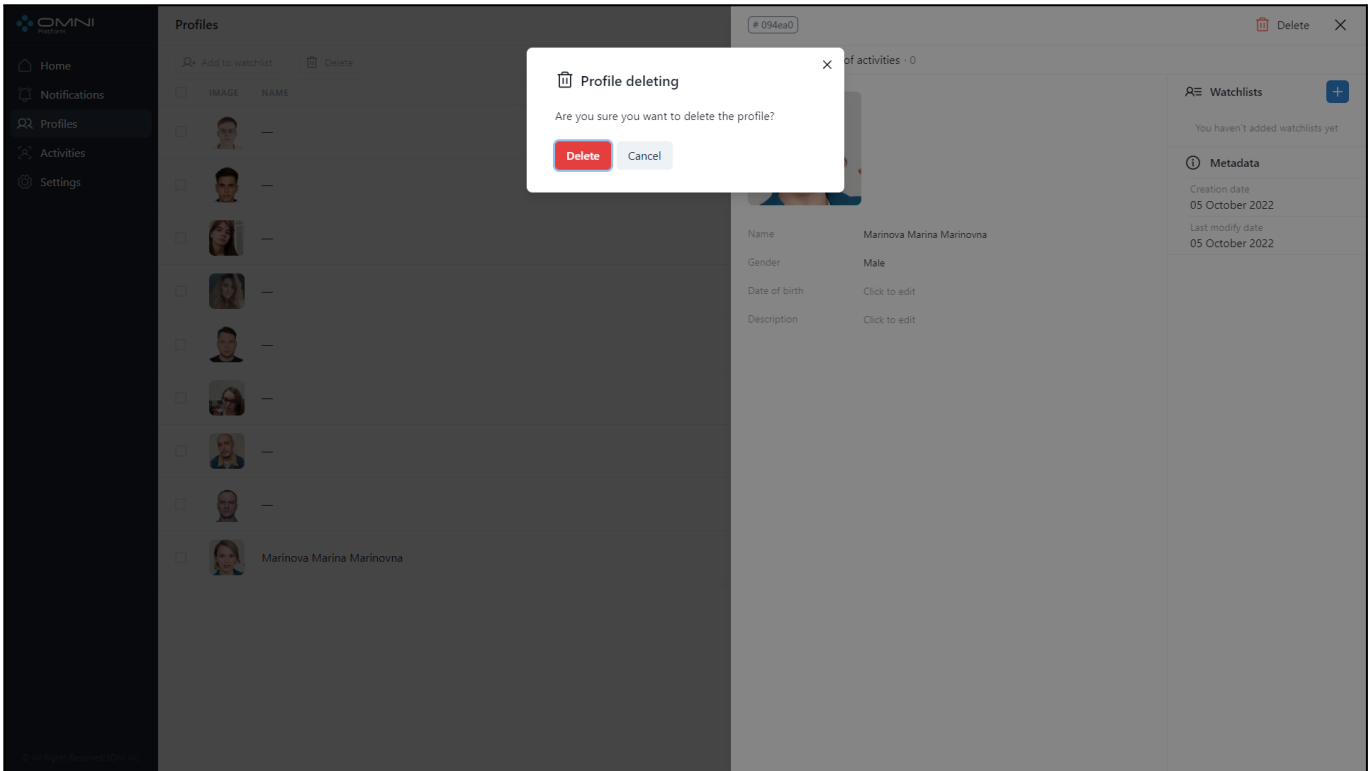 OMNI
Platform
Home
Notifications
Profiles
Activities
Settings
Profiles
Add to watchlist
Delete
IMAGE NAME
—
—
—
—
—
—
—
—
Marinova Marina Marinovna
# 094ea0
Delete
of activities · 0
Profile deleting
Are you sure you want to delete the profile?
Delete Cancel
Name Marinova Marina Marinovna
Gender Male
Date of birth Click to edit
Description Click to edit
Watchlists
You haven't added watchlists yet
Metadata
Creation date
05 October 2022
Last modify date
05 October 2022